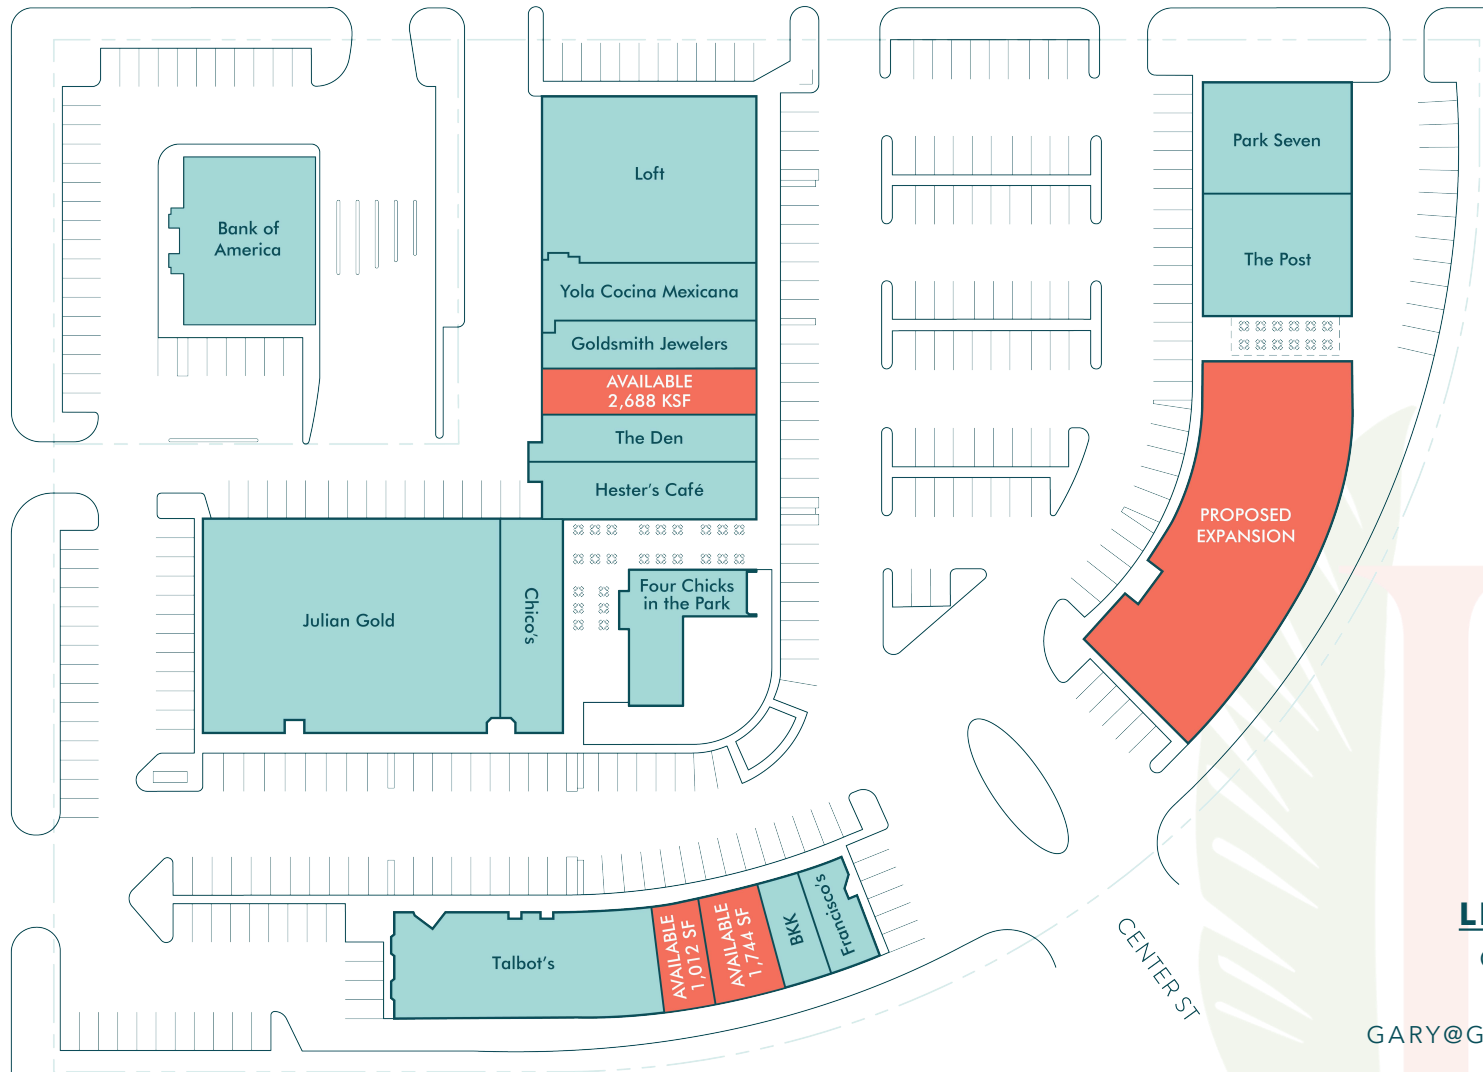 Loft
Park Seven
Bank of
America
The Post
Yola Cocina Mexicana
Goldsmith Jewelers
AVAILABLE
2,688 KSF
The Den
Hester's Café
PROPOSED
EXPANSION
Julian Gold
Chico's
Four Chicks
in the Park
Talbot's
AVAILABLE
1,012 SF
AVAILABLE
1,744 SF
BKK
Francisco's
CENTER ST
GARY@G